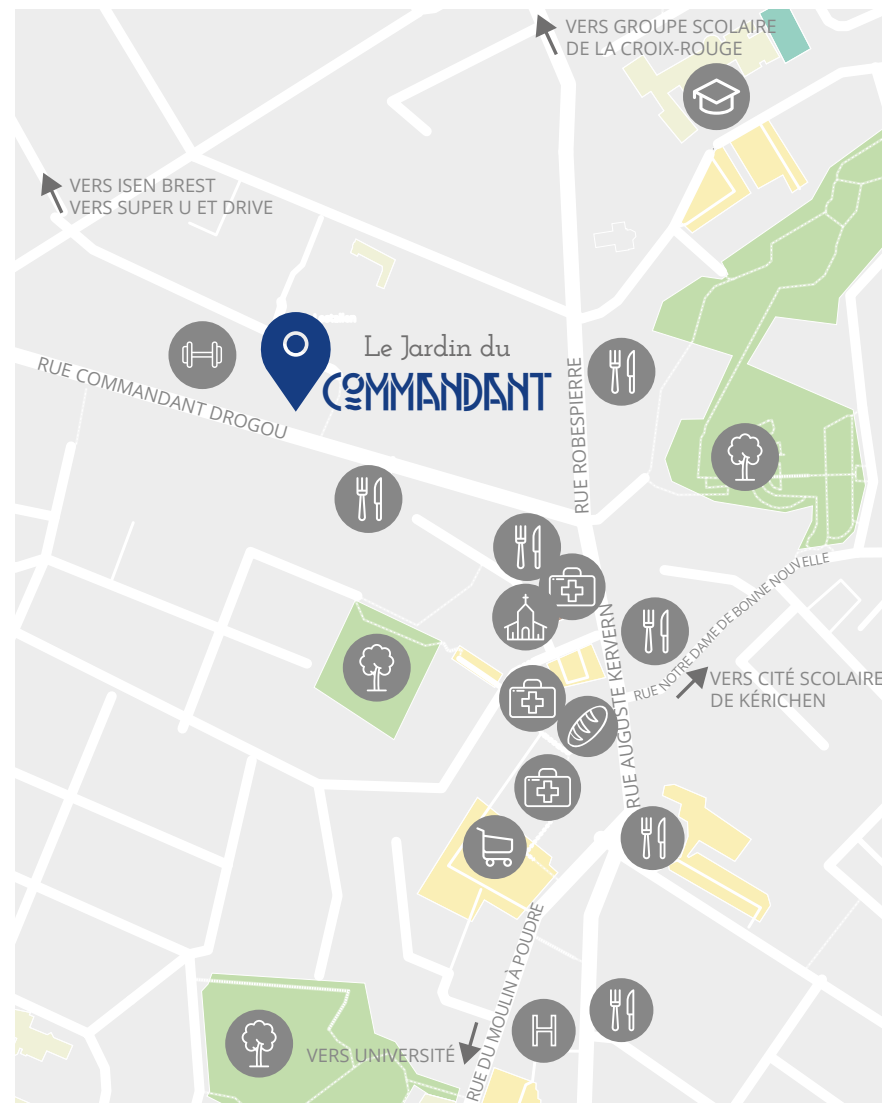 VERS GROUPE SCOLAIRE
DE LA CROIX-ROUGE
VERS ISEN BREST
VERS SUPER U ET DRIVE
Le Jardin du
COMMANDANT
RUE COMMANDANT DROGOU
RUE ROBESPIERRE
RUE NOTRE DAME DE BONNE NOUVELLE
RUE AUGUSTE KERVERN
VERS CITÉ SCOLAIRE
DE KÉRICHEN
RUE DU MOULIN À POUDRE
H
VERS UNIVERSITÉ